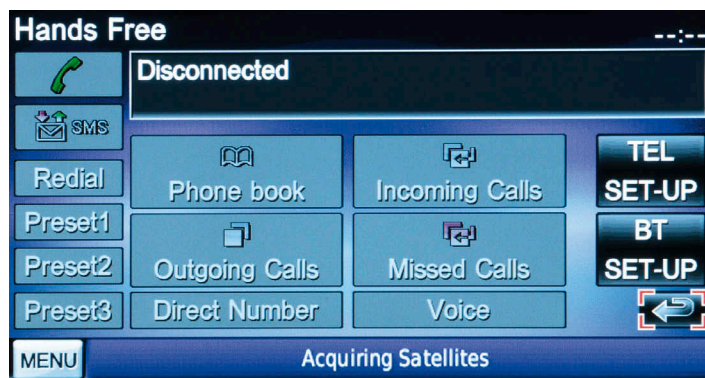 Hands Free
--:--
Disconnected
SMS
Redial
Preset1
Preset2
Preset3
Phone book
Incoming Calls
Outgoing Calls
Missed Calls
Direct Number
Voice
TEL
SET-UP
BT
SET-UP
MENU
Acquiring Satellites